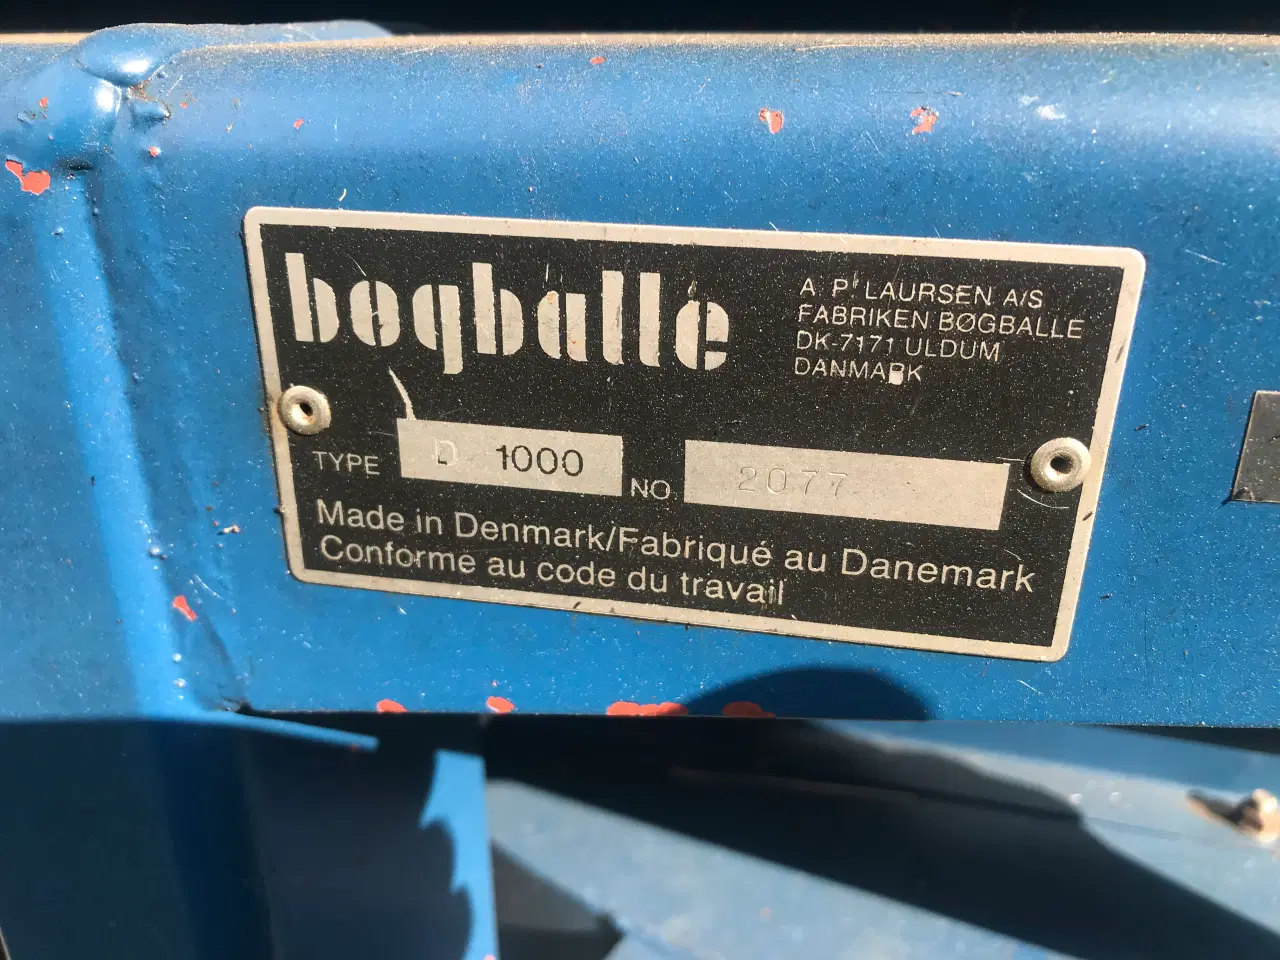 bøgballe
A P LAURSEN A/S
FABRIKEN BØGBALLE
DK-7171 ULDUM
DANMARK
TYPE D 1000 NO. 2077
Made in Denmark/Fabriqué au Danemark
Conforme au code du travail